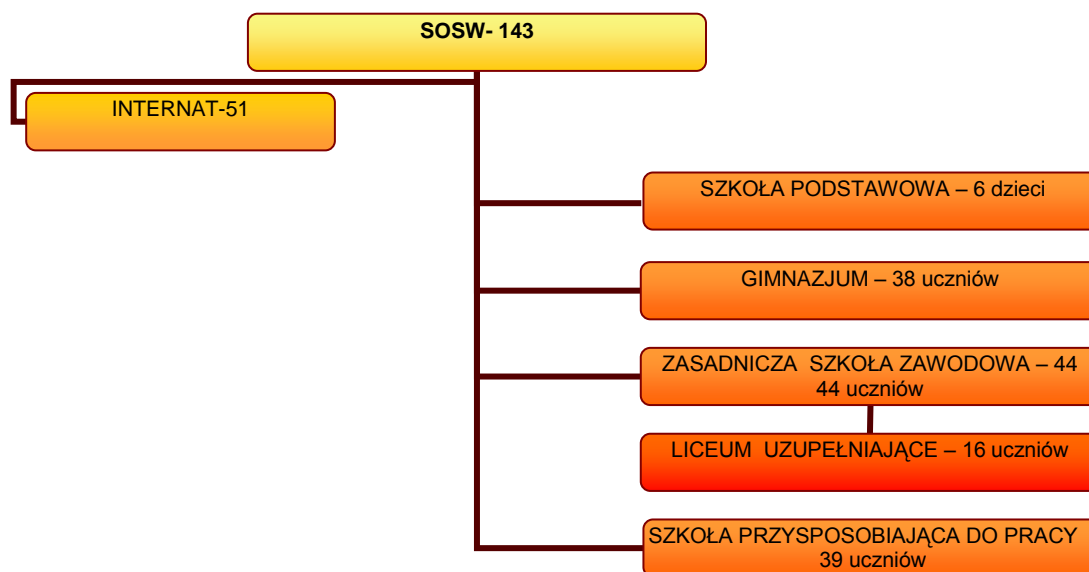 SOSW- 143
INTERNAT-51
SZKOŁA PODSTAWOWA – 6 dzieci
GIMNAZJUM – 38 uczniów
ZASADNICZA SZKOŁA ZAWODOWA – 44
44 uczniów
LICEUM UZUPEŁNIAJĄCE – 16 uczniów
SZKOŁA PRZYSPOSOBIAJĄCA DO PRACY
39 uczniów